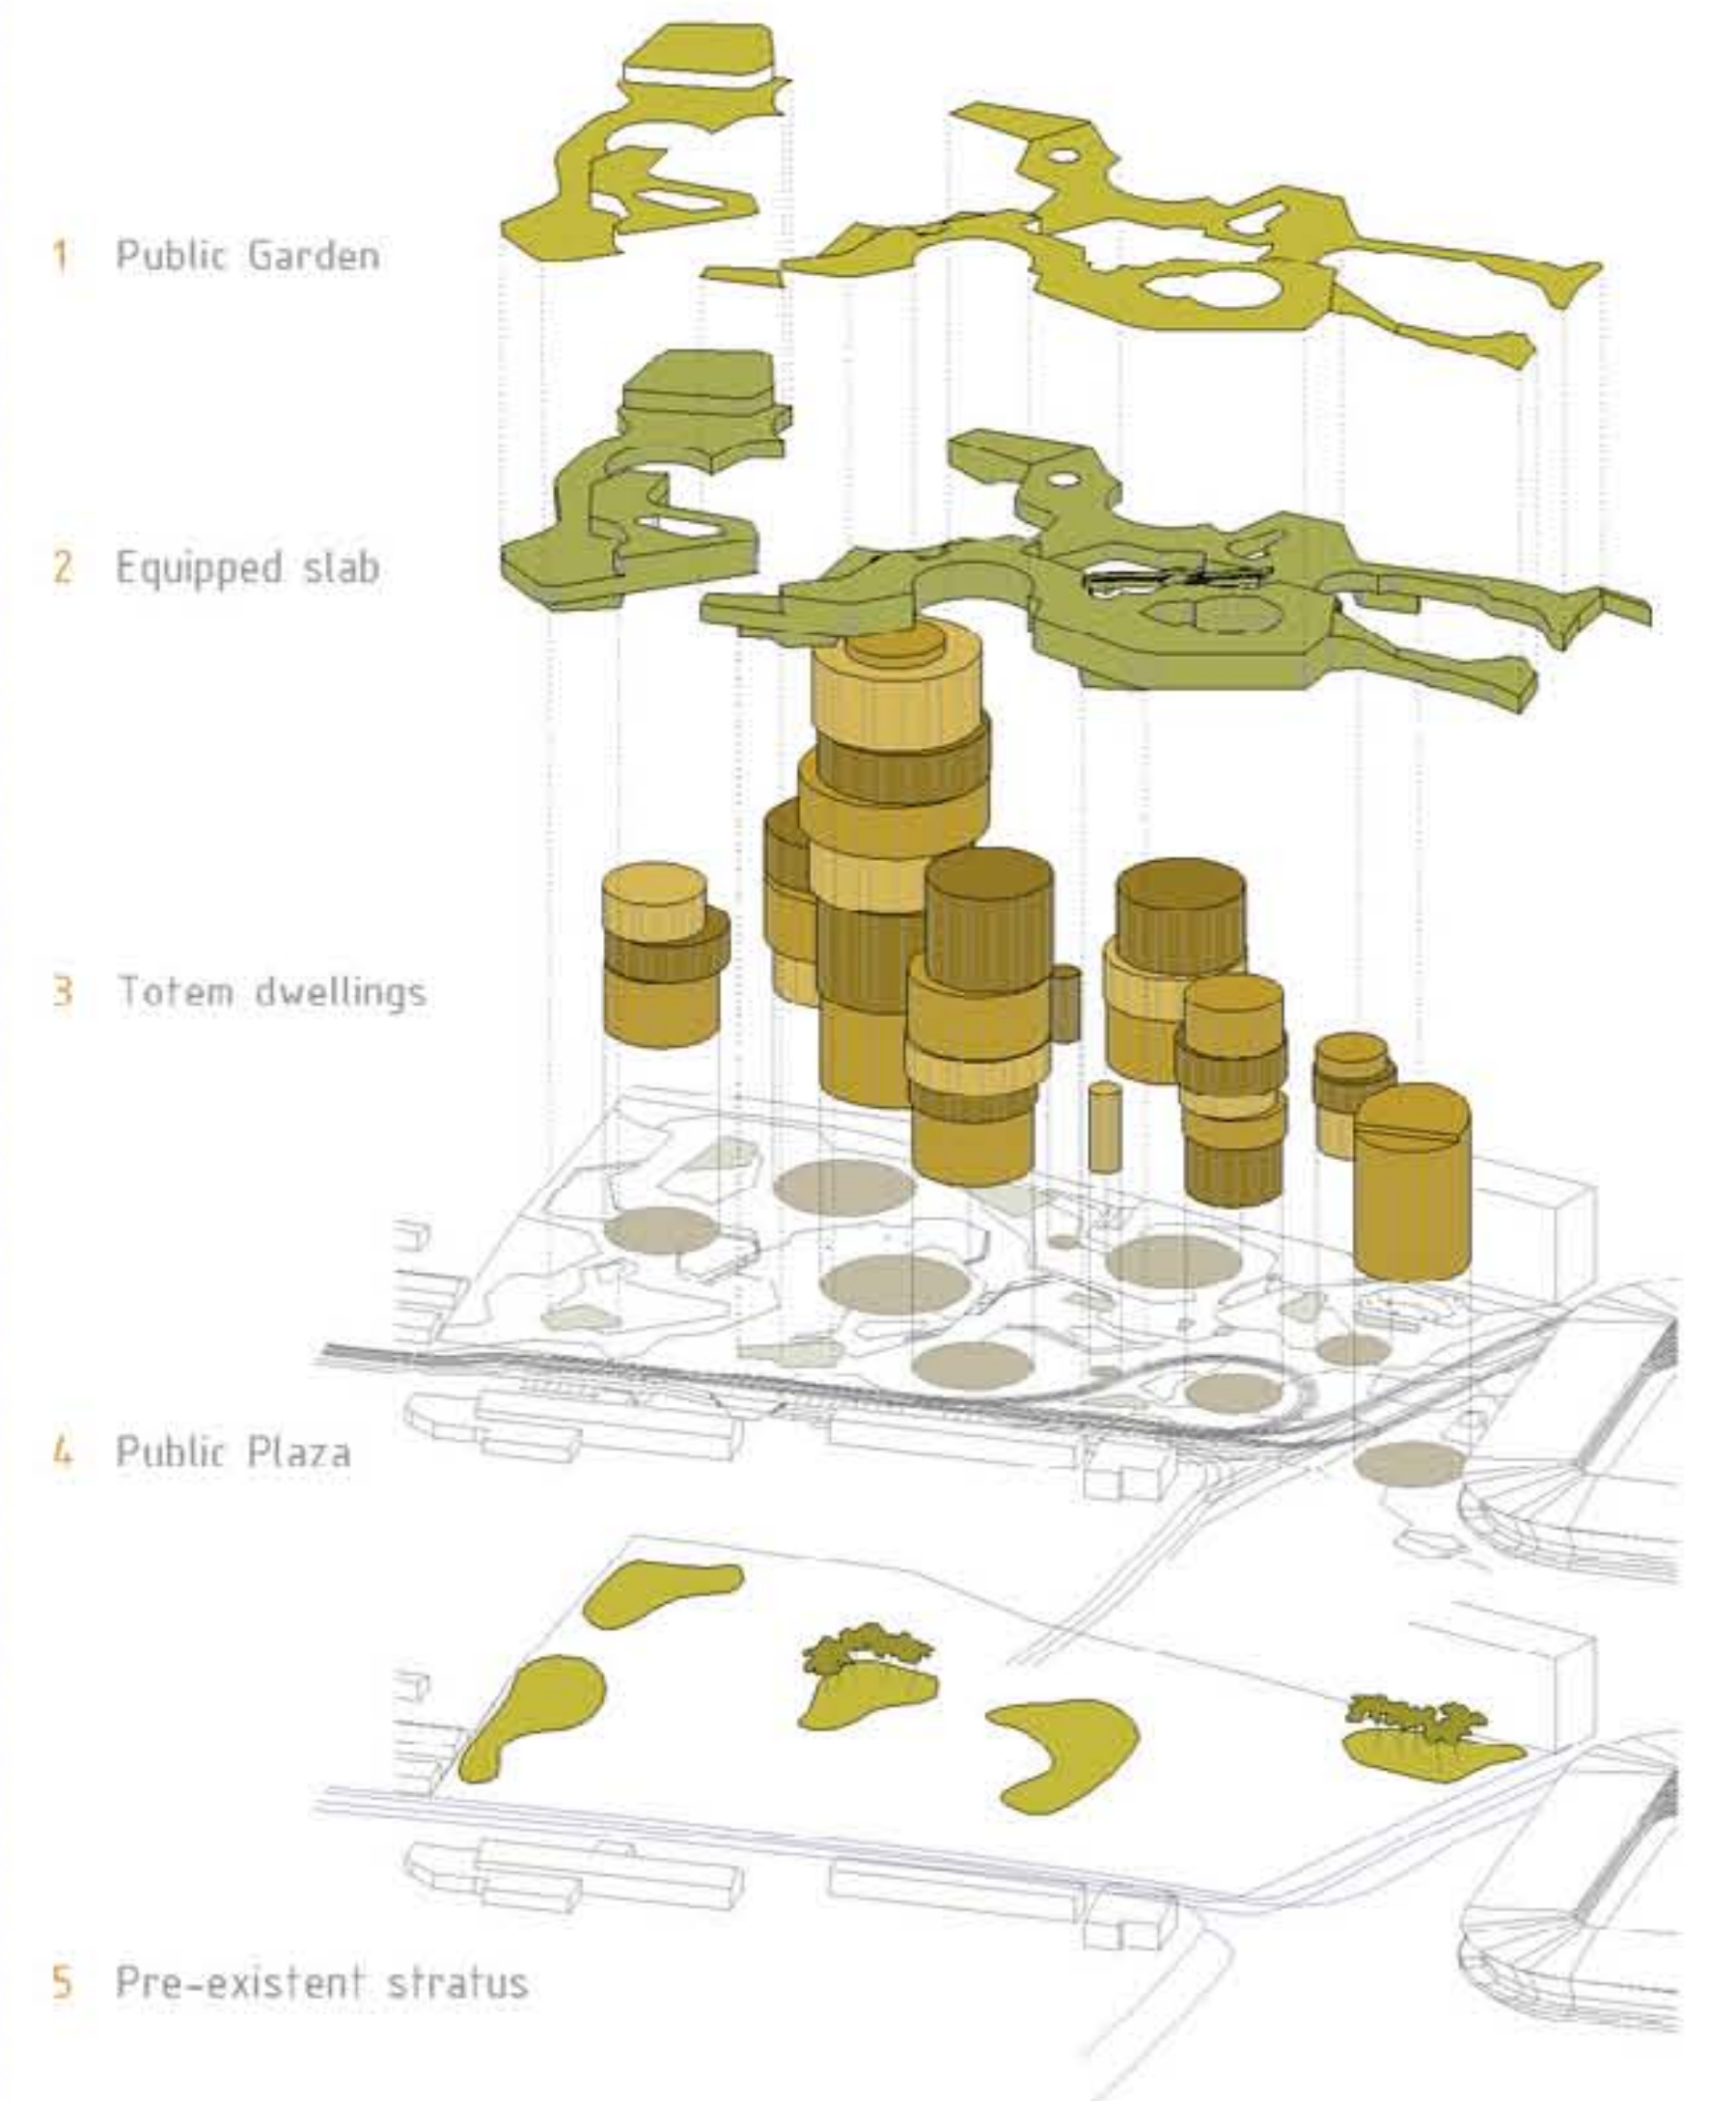 1 Public Garden
2 Equipped slab
3 Totem dwellings
4 Public Plaza
5 Pre-existent stratus